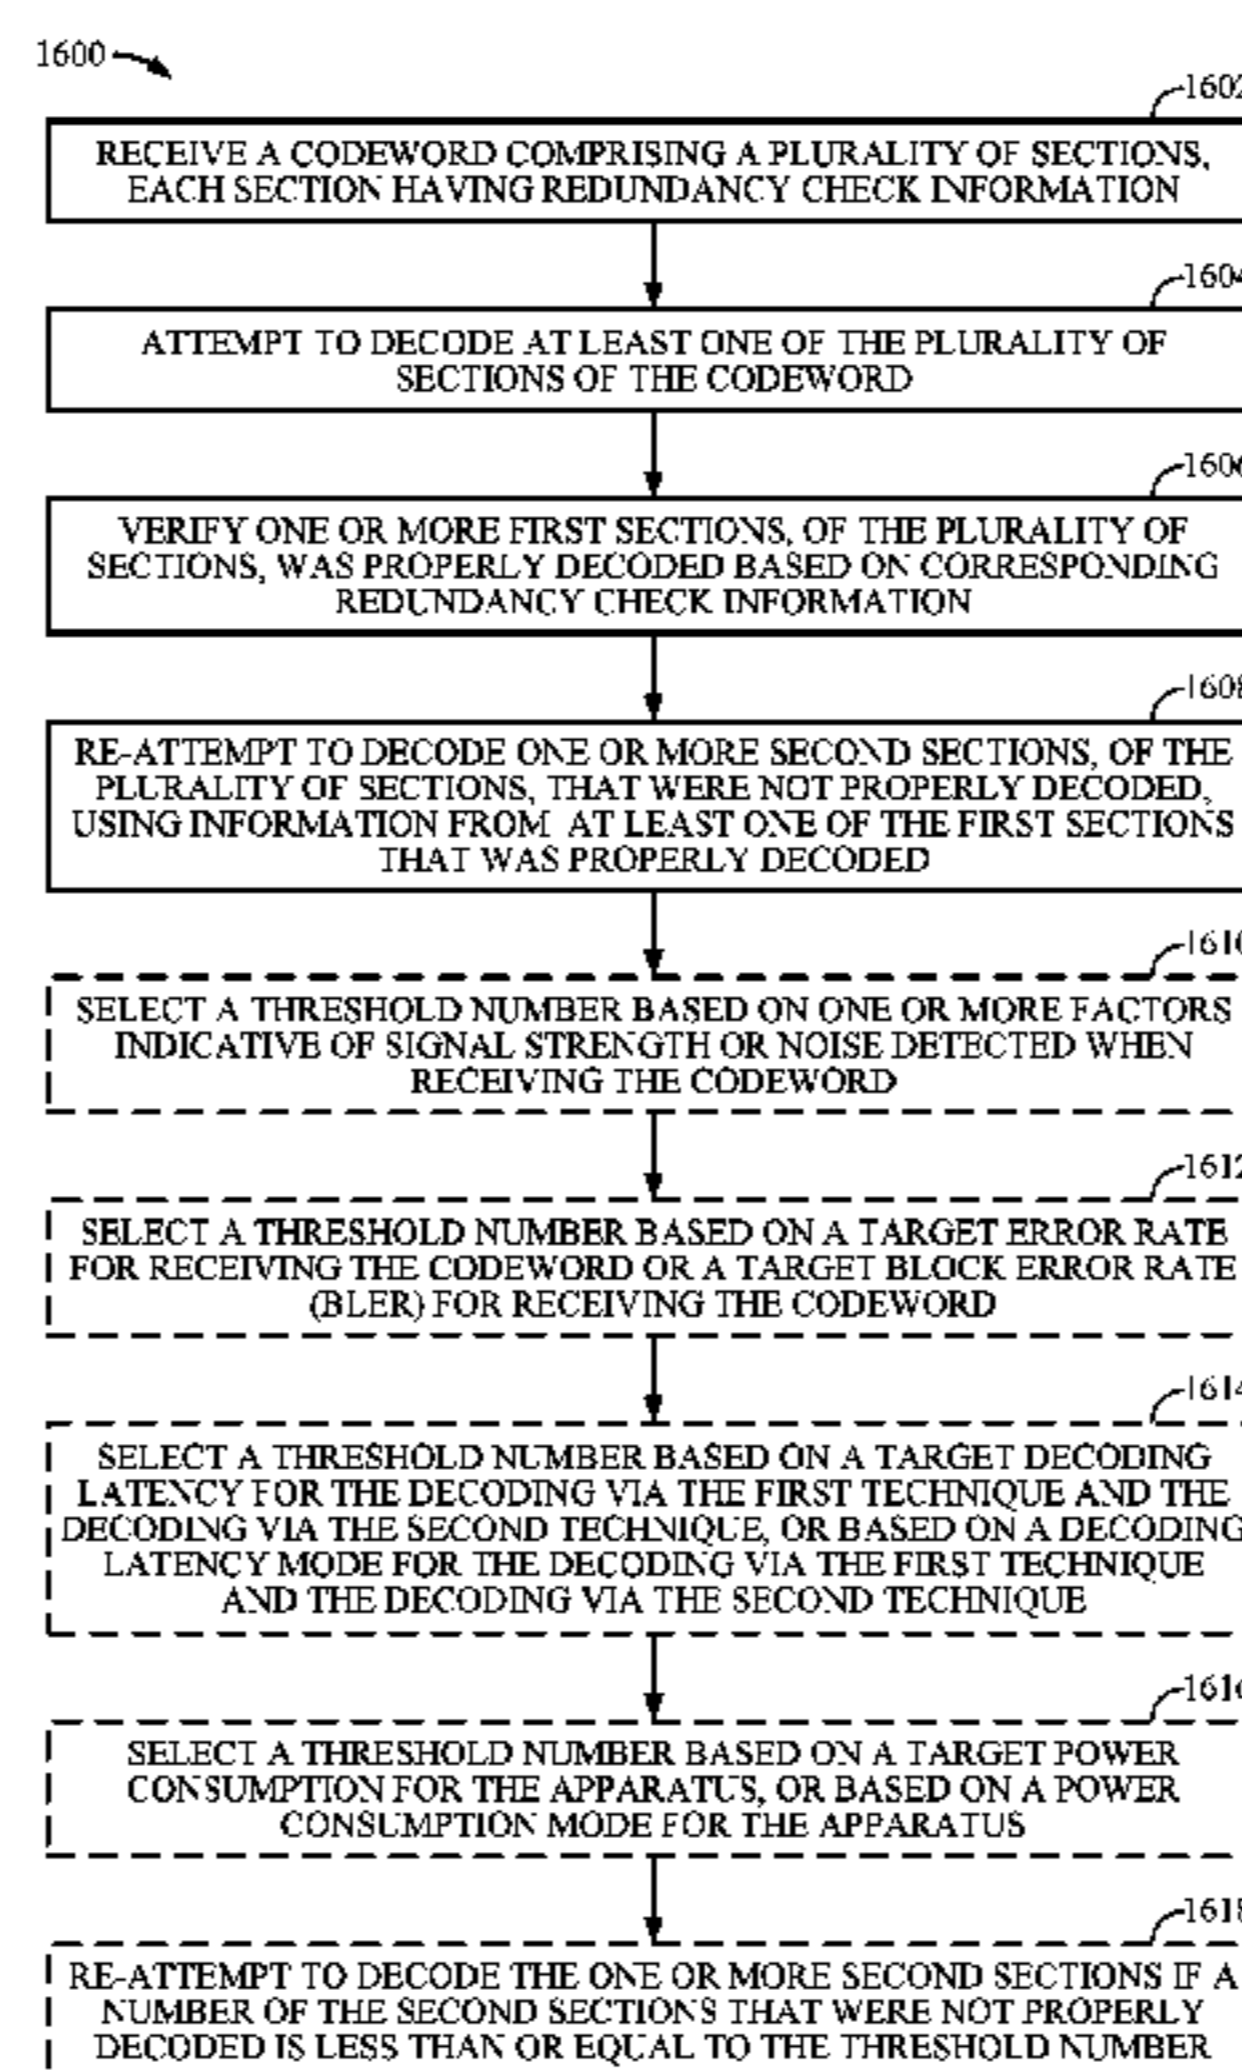 1600
1602
RECEIVE A CODEWORD COMPRISING A PLURALITY OF SECTIONS,
EACH SECTION HAVING REDUNDANCY CHECK INFORMATION
1604
ATTEMPT TO DECODE AT LEAST ONE OF THE PLURALITY OF
SECTIONS OF THE CODEWORD
1606
VERIFY ONE OR MORE FIRST SECTIONS, OF THE PLURALITY OF
SECTIONS, WAS PROPERLY DECODED BASED ON CORRESPONDING
REDUNDANCY CHECK INFORMATION
1608
RE-ATTEMPT TO DECODE ONE OR MORE SECOND SECTIONS, OF THE
PLURALITY OF SECTIONS, THAT WERE NOT PROPERLY DECODED,
USING INFORMATION FROM AT LEAST ONE OF THE FIRST SECTIONS
THAT WAS PROPERLY DECODED
1610
SELECT A THRESHOLD NUMBER BASED ON ONE OR MORE FACTORS
INDICATIVE OF SIGNAL STRENGTH OR NOISE DETECTED WHEN
RECEIVING THE CODEWORD
1612
SELECT A THRESHOLD NUMBER BASED ON A TARGET ERROR RATE
FOR RECEIVING THE CODEWORD OR A TARGET BLOCK ERROR RATE
(BLER) FOR RECEIVING THE CODEWORD
1614
SELECT A THRESHOLD NUMBER BASED ON A TARGET DECODING
LATENCY FOR THE DECODING VIA THE FIRST TECHNIQUE AND THE
DECODING VIA THE SECOND TECHNIQUE, OR BASED ON A DECODING
LATENCY MODE FOR THE DECODING VIA THE FIRST TECHNIQUE
AND THE DECODING VIA THE SECOND TECHNIQUE
1616
SELECT A THRESHOLD NUMBER BASED ON A TARGET POWER
CONSUMPTION FOR THE APPARATUS, OR BASED ON A POWER
CONSUMPTION MODE FOR THE APPARATUS
1618
RE-ATTEMPT TO DECODE THE ONE OR MORE SECOND SECTIONS IF A
NUMBER OF THE SECOND SECTIONS THAT WERE NOT PROPERLY
DECODED IS LESS THAN OR EQUAL TO THE THRESHOLD NUMBER